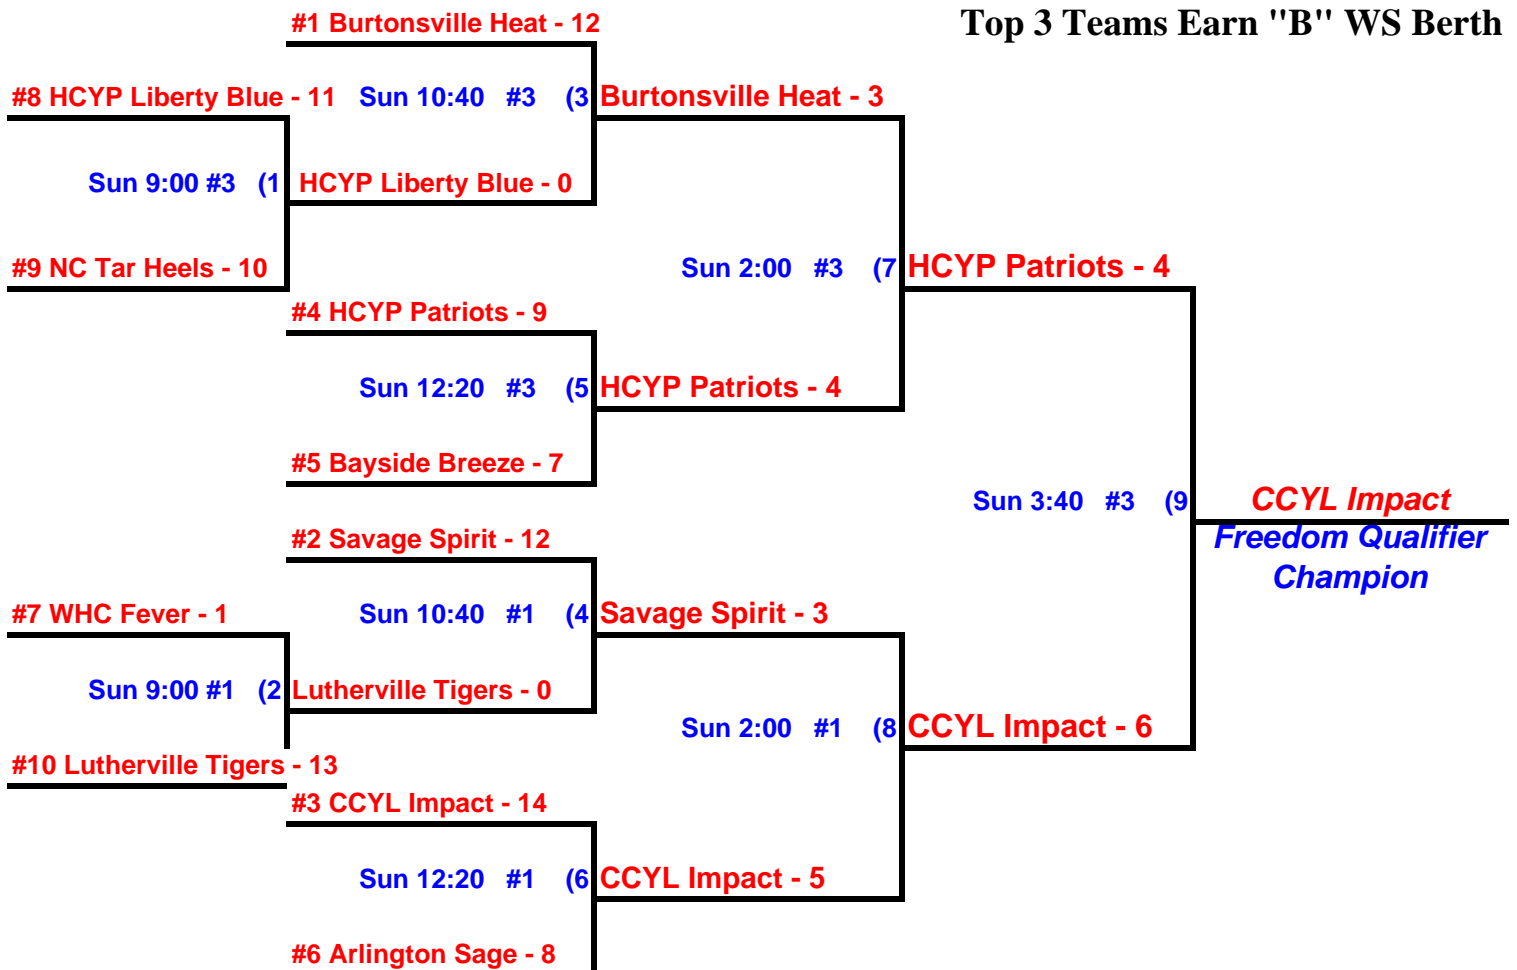 #1 Burtonsville Heat - 12
Top 3 Teams Earn "B" WS Berth
#8 HCYP Liberty Blue - 11
Sun 10:40 #3 (3
Burtonsville Heat - 3
Sun 9:00 #3 (1
HCYP Liberty Blue - 0
#9 NC Tar Heels - 10
Sun 2:00 #3 (7
HCYP Patriots - 4
#4 HCYP Patriots - 9
Sun 12:20 #3 (5
HCYP Patriots - 4
#5 Bayside Breeze - 7
Sun 3:40 #3 (9
CCYL Impact
Freedom Qualifier
Champion
#2 Savage Spirit - 12
#7 WHC Fever - 1
Sun 10:40 #1 (4
Savage Spirit - 3
Sun 9:00 #1 (2
Lutherville Tigers - 0
Sun 2:00 #1 (8
CCYL Impact - 6
#10 Lutherville Tigers - 13
#3 CCYL Impact - 14
Sun 12:20 #1 (6
CCYL Impact - 5
#6 Arlington Sage - 8